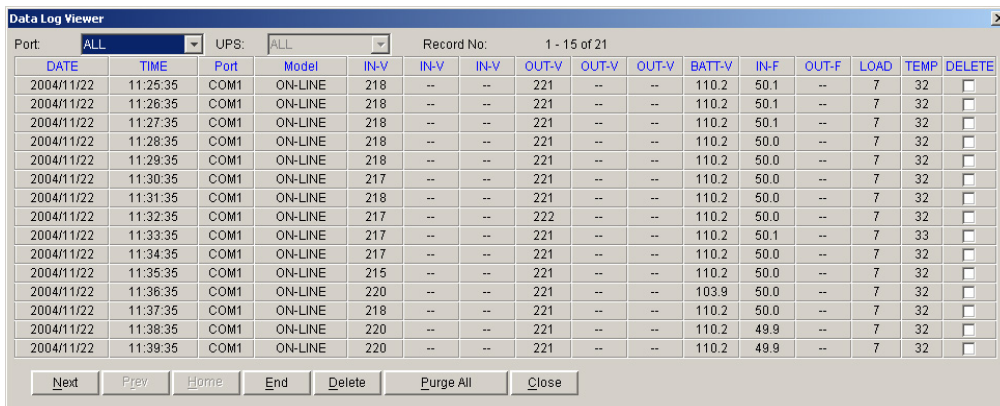 Data Log Viewer
Port: ALL UPS: ALL Record No: 1 - 15 of 21
DATE TIME Port Model IN-V IN-V IN-V OUT-V OUT-V OUT-V BATT-V IN-F OUT-F LOAD TEMP DELETE
2004/11/22 11:25:35 COM1 ON-LINE 218 -- -- 221 -- -- 110.2 50.1 -- 7 32
2004/11/22 11:26:35 COM1 ON-LINE 218 -- -- 221 -- -- 110.2 50.1 -- 7 32
2004/11/22 11:27:35 COM1 ON-LINE 218 -- -- 221 -- -- 110.2 50.1 -- 7 32
2004/11/22 11:28:35 COM1 ON-LINE 218 -- -- 221 -- -- 110.2 50.0 -- 7 32
2004/11/22 11:29:35 COM1 ON-LINE 218 -- -- 221 -- -- 110.2 50.0 -- 7 32
2004/11/22 11:30:35 COM1 ON-LINE 217 -- -- 221 -- -- 110.2 50.0 -- 7 32
2004/11/22 11:31:35 COM1 ON-LINE 218 -- -- 221 -- -- 110.2 50.0 -- 7 32
2004/11/22 11:32:35 COM1 ON-LINE 217 -- -- 222 -- -- 110.2 50.0 -- 7 32
2004/11/22 11:33:35 COM1 ON-LINE 217 -- -- 221 -- -- 110.2 50.1 -- 7 33
2004/11/22 11:34:35 COM1 ON-LINE 217 -- -- 221 -- -- 110.2 50.0 -- 7 32
2004/11/22 11:35:35 COM1 ON-LINE 215 -- -- 221 -- -- 110.2 50.0 -- 7 32
2004/11/22 11:36:35 COM1 ON-LINE 220 -- -- 221 -- -- 103.9 50.0 -- 7 32
2004/11/22 11:37:35 COM1 ON-LINE 218 -- -- 221 -- -- 110.2 50.0 -- 7 32
2004/11/22 11:38:35 COM1 ON-LINE 220 -- -- 221 -- -- 110.2 49.9 -- 7 32
2004/11/22 11:39:35 COM1 ON-LINE 220 -- -- 221 -- -- 110.2 49.9 -- 7 32
Next Prev Home End Delete Purge All Close